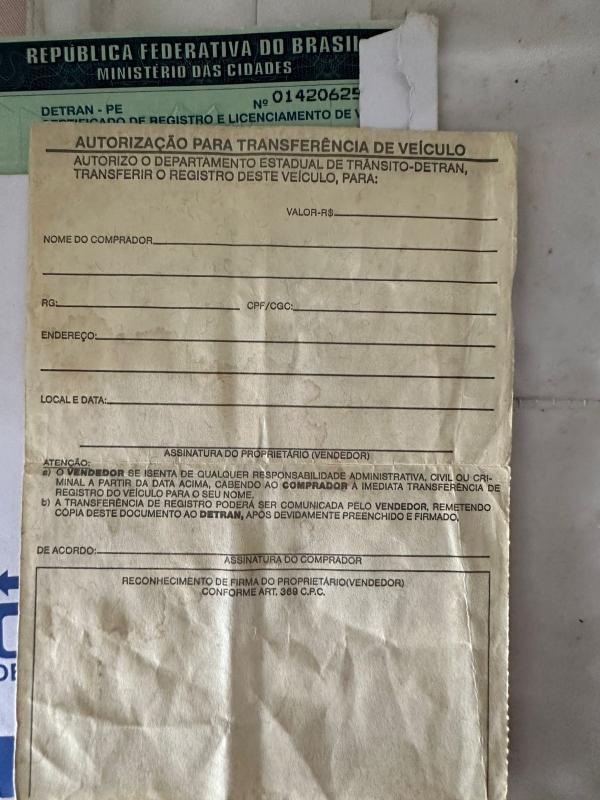 REPÚBLICA FEDERATIVA DO BRASIL
MINISTÉRIO DAS CIDADES
DETRAN - PE
Nº 01420625
CERTIFICADO DE REGISTRO E LICENCIAMENTO DE V
AUTORIZAÇÃO PARA TRANSFERÊNCIA DE VEÍCULO
AUTORIZO O DEPARTAMENTO ESTADUAL DE TRÂNSITO-DETRAN,
TRANSFERIR O REGISTRO DESTE VEÍCULO, PARA:
VALOR-R$
NOME DO COMPRADOR
RG: CPF/CGC:
ENDEREÇO:
LOCAL E DATA:
ASSINATURA DO PROPRIETÁRIO (VENDEDOR)
ATENÇÃO:
a) O VENDEDOR SE ISENTA DE QUALQUER RESPONSABILIDADE ADMINISTRATIVA, CIVIL OU CRI-
MINAL A PARTIR DA DATA ACIMA, CABENDO AO COMPRADOR A IMEDIATA TRANSFERÊNCIA DE
REGISTRO DO VEÍCULO PARA O SEU NOME.
b) A TRANSFERÊNCIA DE REGISTRO PODERÁ SER COMUNICADA PELO VENDEDOR, REMETENDO
CÓPIA DESTE DOCUMENTO AO DETRAN, APÓS DEVIDAMENTE PREENCHIDO E FIRMADO.
DE ACORDO:
ASSINATURA DO COMPRADOR
RECONHECIMENTO DE FIRMA DO PROPRIETÁRIO(VENDEDOR)
CONFORME ART. 369 C.P.C.